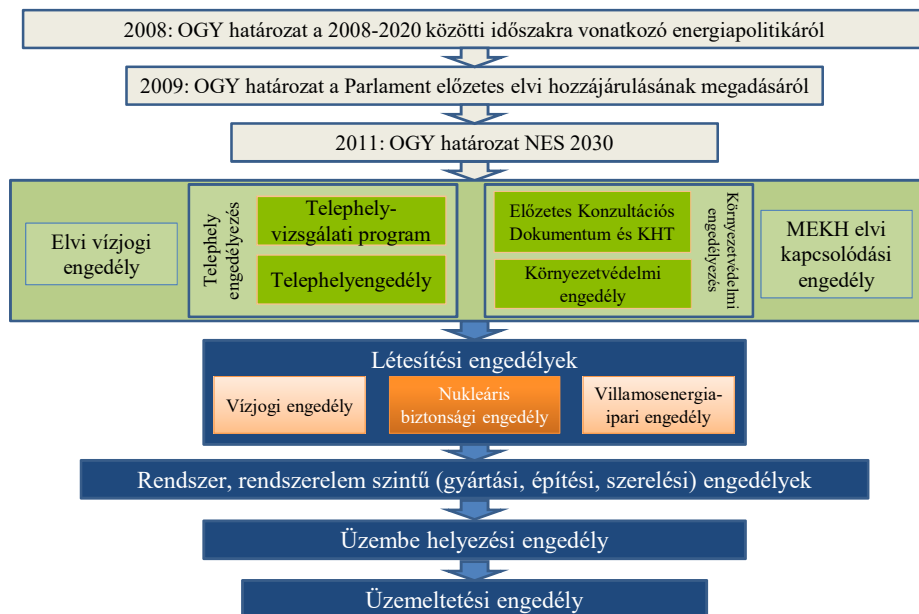 2008: OGY határozat a 2008-2020 közötti időszakra vonatkozó energiapolitikáról
2009: OGY határozat a Parlament előzetes elvi hozzájárulásának megadásáról
2011: OGY határozat NES 2030
Elvi vízjogi
engedély
Telephely
engedélyezés
Telephely-
vizsgálati program
Telephelyengedély
Előzetes Konzultációs
Dokumentum és KHT
Környezetvédelmi
engedély
Környezetvédelmi
engedélyezés
MEKH elvi
kapcsolódási
engedély
Létesítési engedélyek
Vízjogi engedély
Nukleáris
biztonsági engedély
Villamosenergia-
ipari engedély
Rendszer, rendszerelem szintű (gyártási, építési, szerelési) engedélyek
Üzembe helyezési engedély
Üzemeltetési engedély